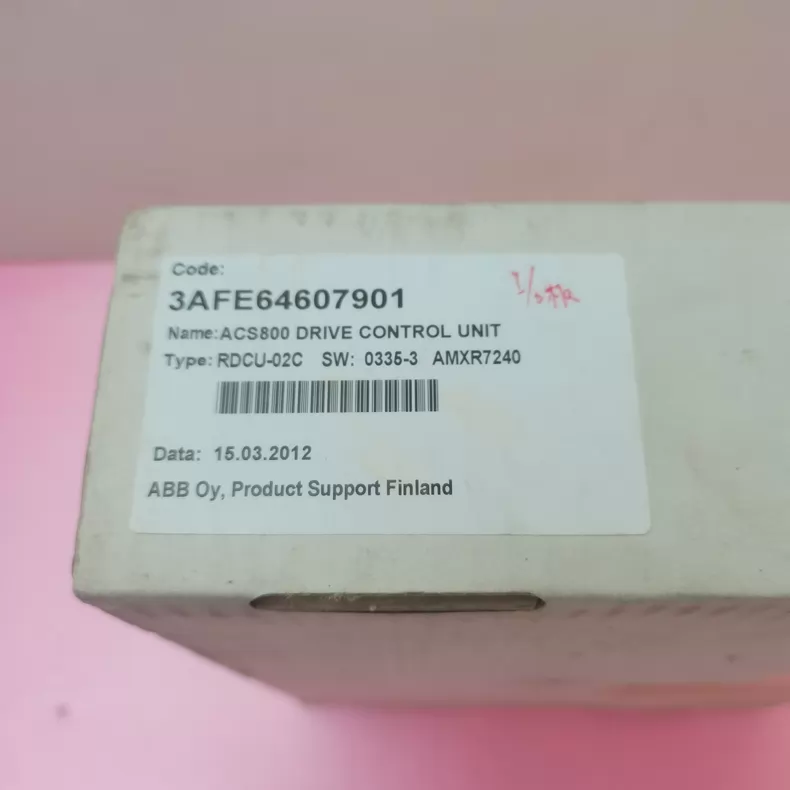 Code:
3AFE64607901
Name:ACS800 DRIVE CONTROL UNIT
Type: RDCU-02C SW: 0335-3 AMXR7240
Data: 15.03.2012
ABB Oy, Product Support Finland